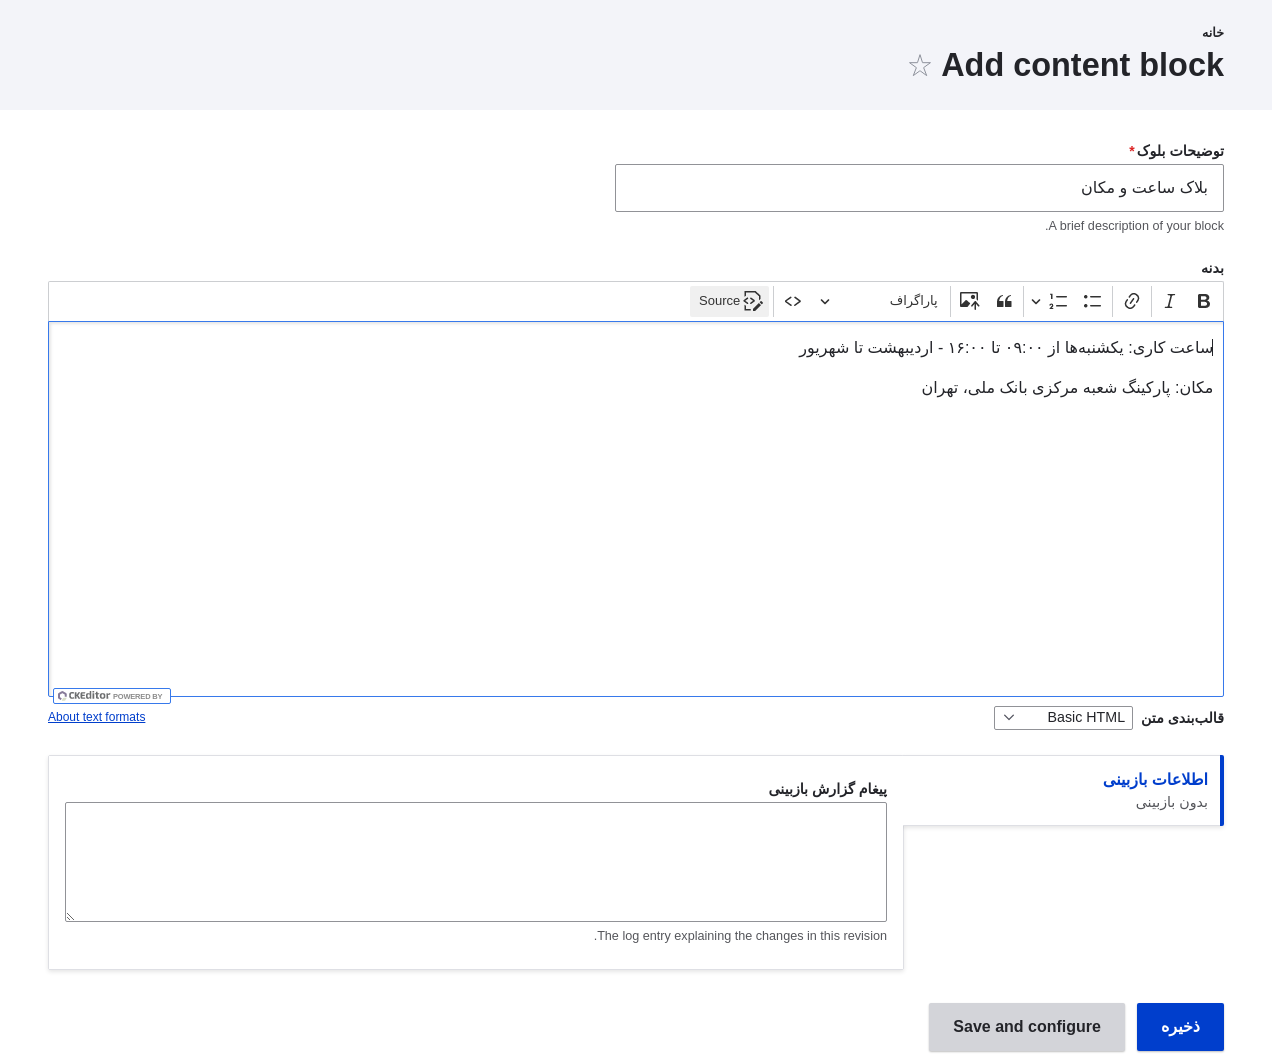 خانه
Add content block
توضیحات بلوک*
بلاک ساعت و مکان
A brief description of your block.
بدنه
B I پاراگراف Source
ساعت کاری: یکشنبه‌ها از ۰۹:۰۰ تا ۱۶:۰۰ - اردیبهشت تا شهریور
مکان: پارکینگ شعبه مرکزی بانک ملی، تهران
POWERED BY CKEditor
قالب‌بندی متن Basic HTML About text formats
اطلاعات بازبینی
بدون بازبینی
پیغام گزارش بازبینی
The log entry explaining the changes in this revision.
ذخیره Save and configure